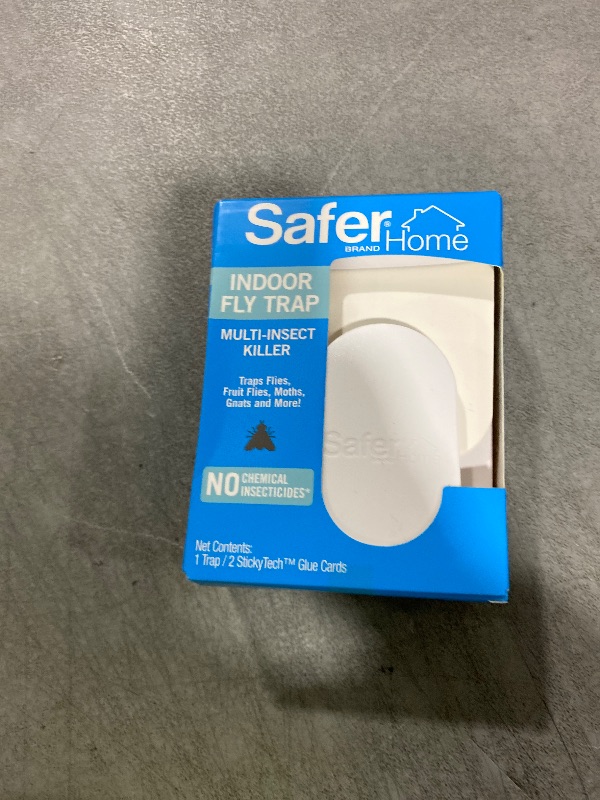 Safer®
BRAND
Home
INDOOR
FLY TRAP
MULTI-INSECT
KILLER
Traps Flies,
Fruit Flies, Moths,
Gnats and More!
NO CHEMICAL
INSECTICIDES*
Safer
Net Contents:
1 Trap / 2 StickyTech™ Glue Cards